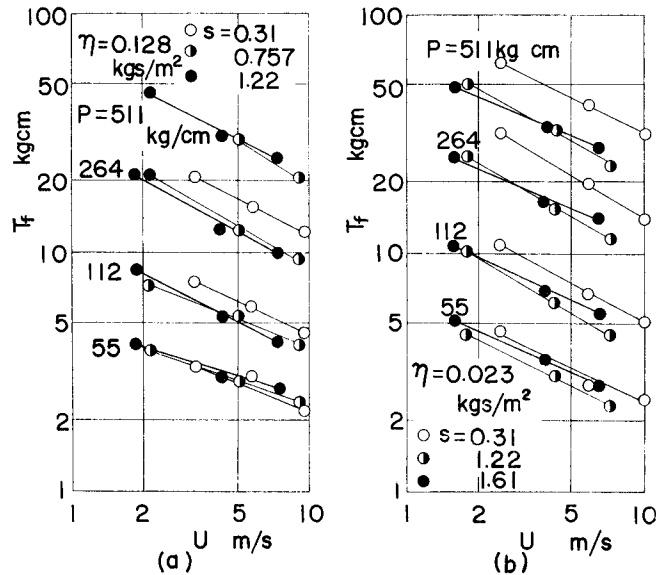 100
50
20
10
5
2
1
kgcm
T_f
η=0.128
kgs/m²
○ s=0.31
◑ 0.757
● 1.22
P=511
kg/cm
264
112
55
1 2 5 10
U m/s
(a)
100
50
20
10
5
2
1
kgcm
T_f
P=511kg cm
264
112
55
η=0.023
kgs/m²
○ s=0.31
◑ 1.22
● 1.61
1 2 5 10
U m/s
(b)